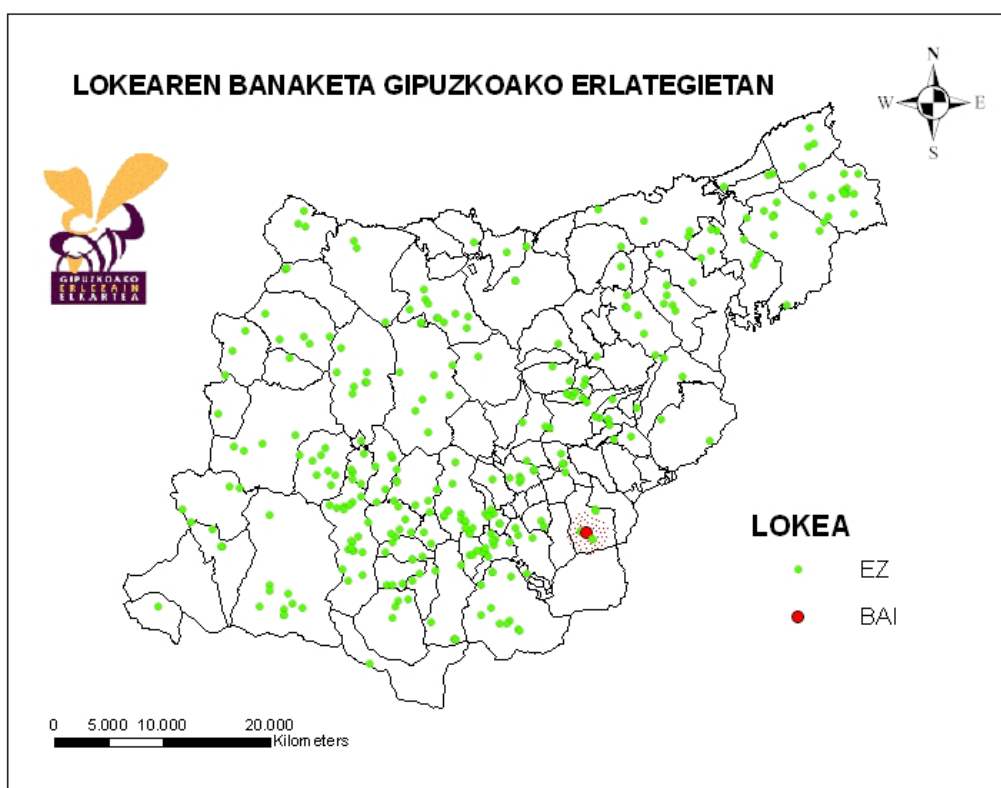 LOKEAREN BANAKETA GIPUZKOAKO ERLATEGIETAN
N
W E
S
GIPUZKOAKO
ERLEZAIN
ELKARTEA
LOKEA
EZ
BAI
0 5.000 10.000 20.000
Kilometers